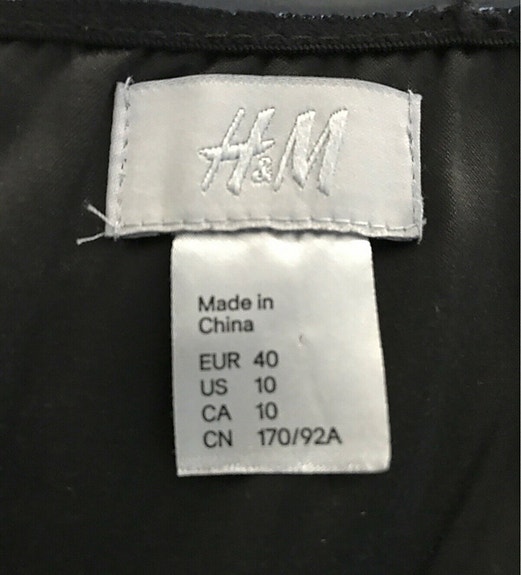 H&M
Made in
China
EUR 40
US 10
CA 10
CN 170/92A